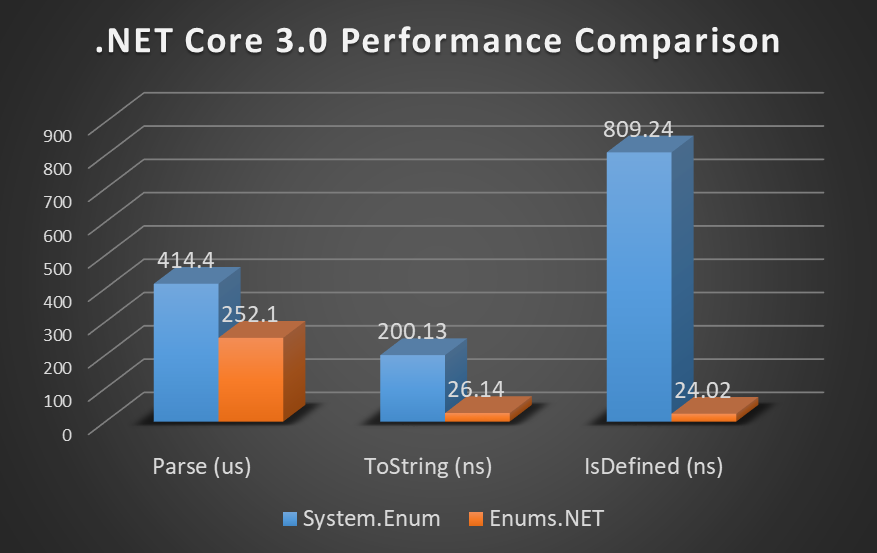 .NET Core 3.0 Performance Comparison
900
800
700
600
500
400
300
200
100
0
414.4
252.1
200.13
26.14
809.24
24.02
Parse (us)
ToString (ns)
IsDefined (ns)
System.Enum
Enums.NET